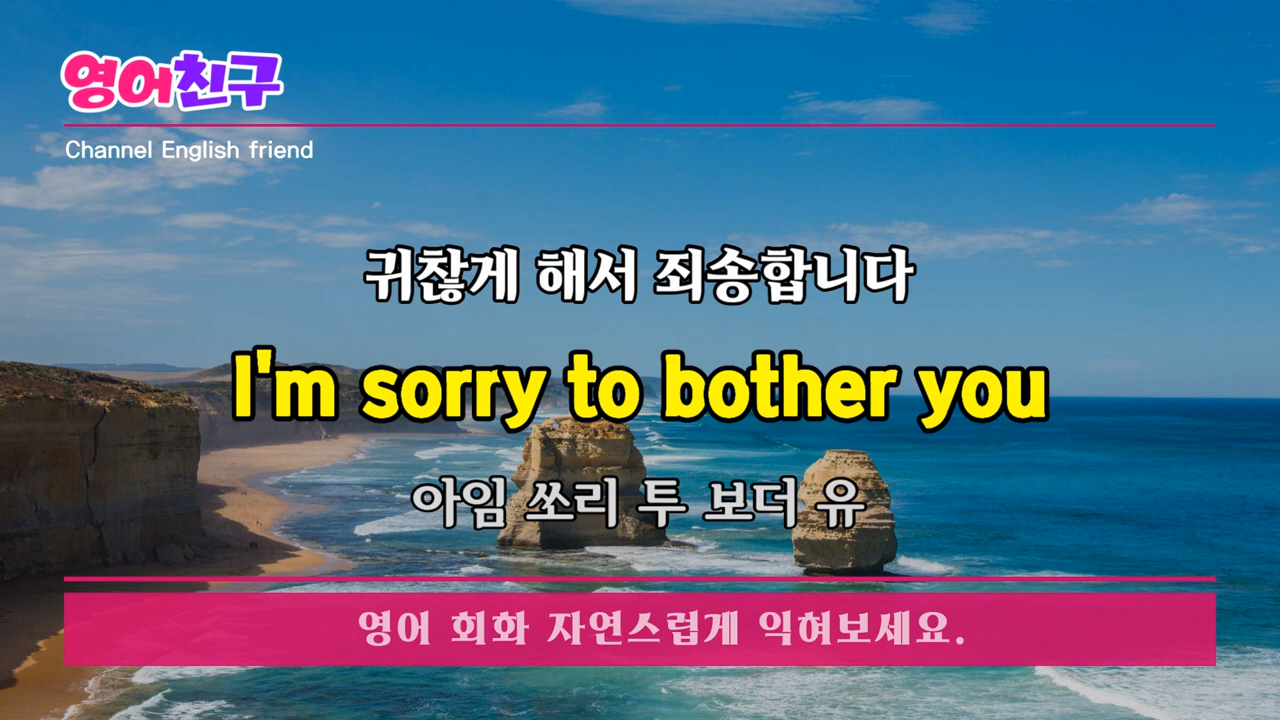 영어친구
Channel English friend
귀찮게 해서 죄송합니다
I'm sorry to bother you
아임 쏘리 투 보더 유
영어 회화 자연스럽게 익혀보세요.